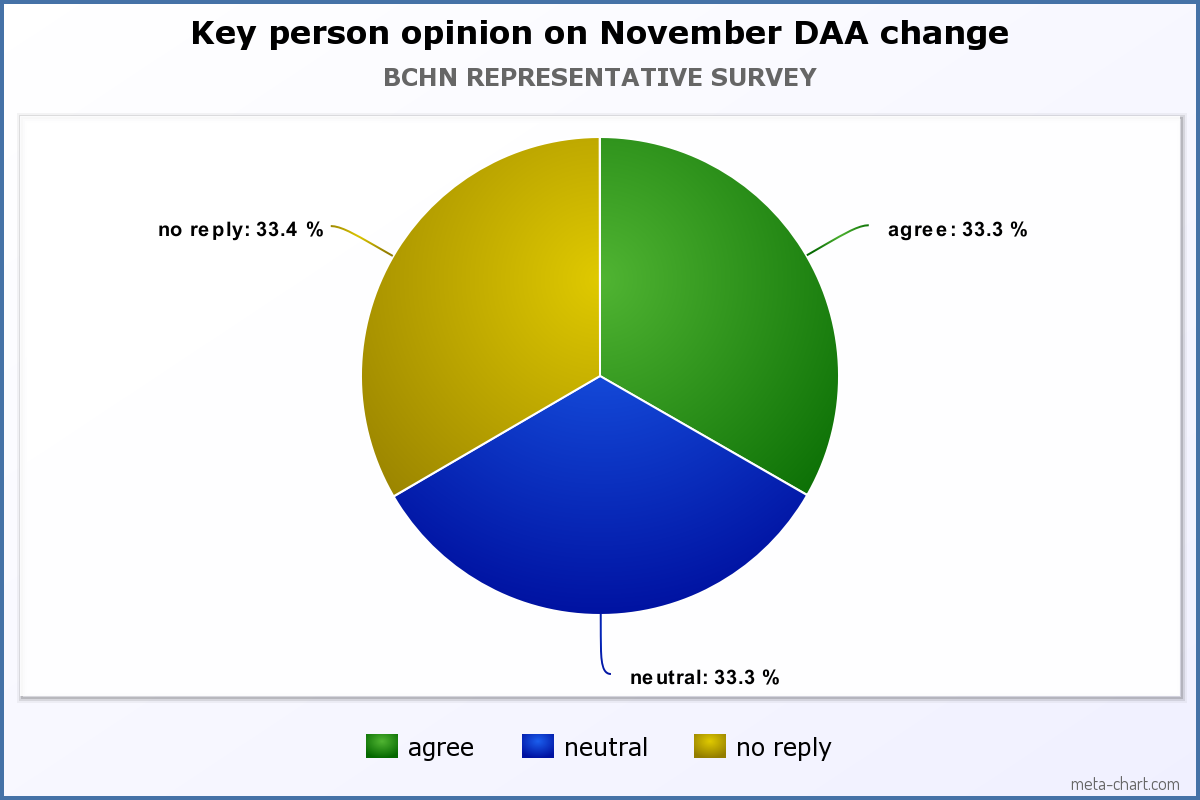 Key person opinion on November DAA change
BCHN REPRESENTATIVE SURVEY
no reply: 33.4 %
agree: 33.3 %
neutral: 33.3 %
agree
neutral
no reply
meta-chart.com